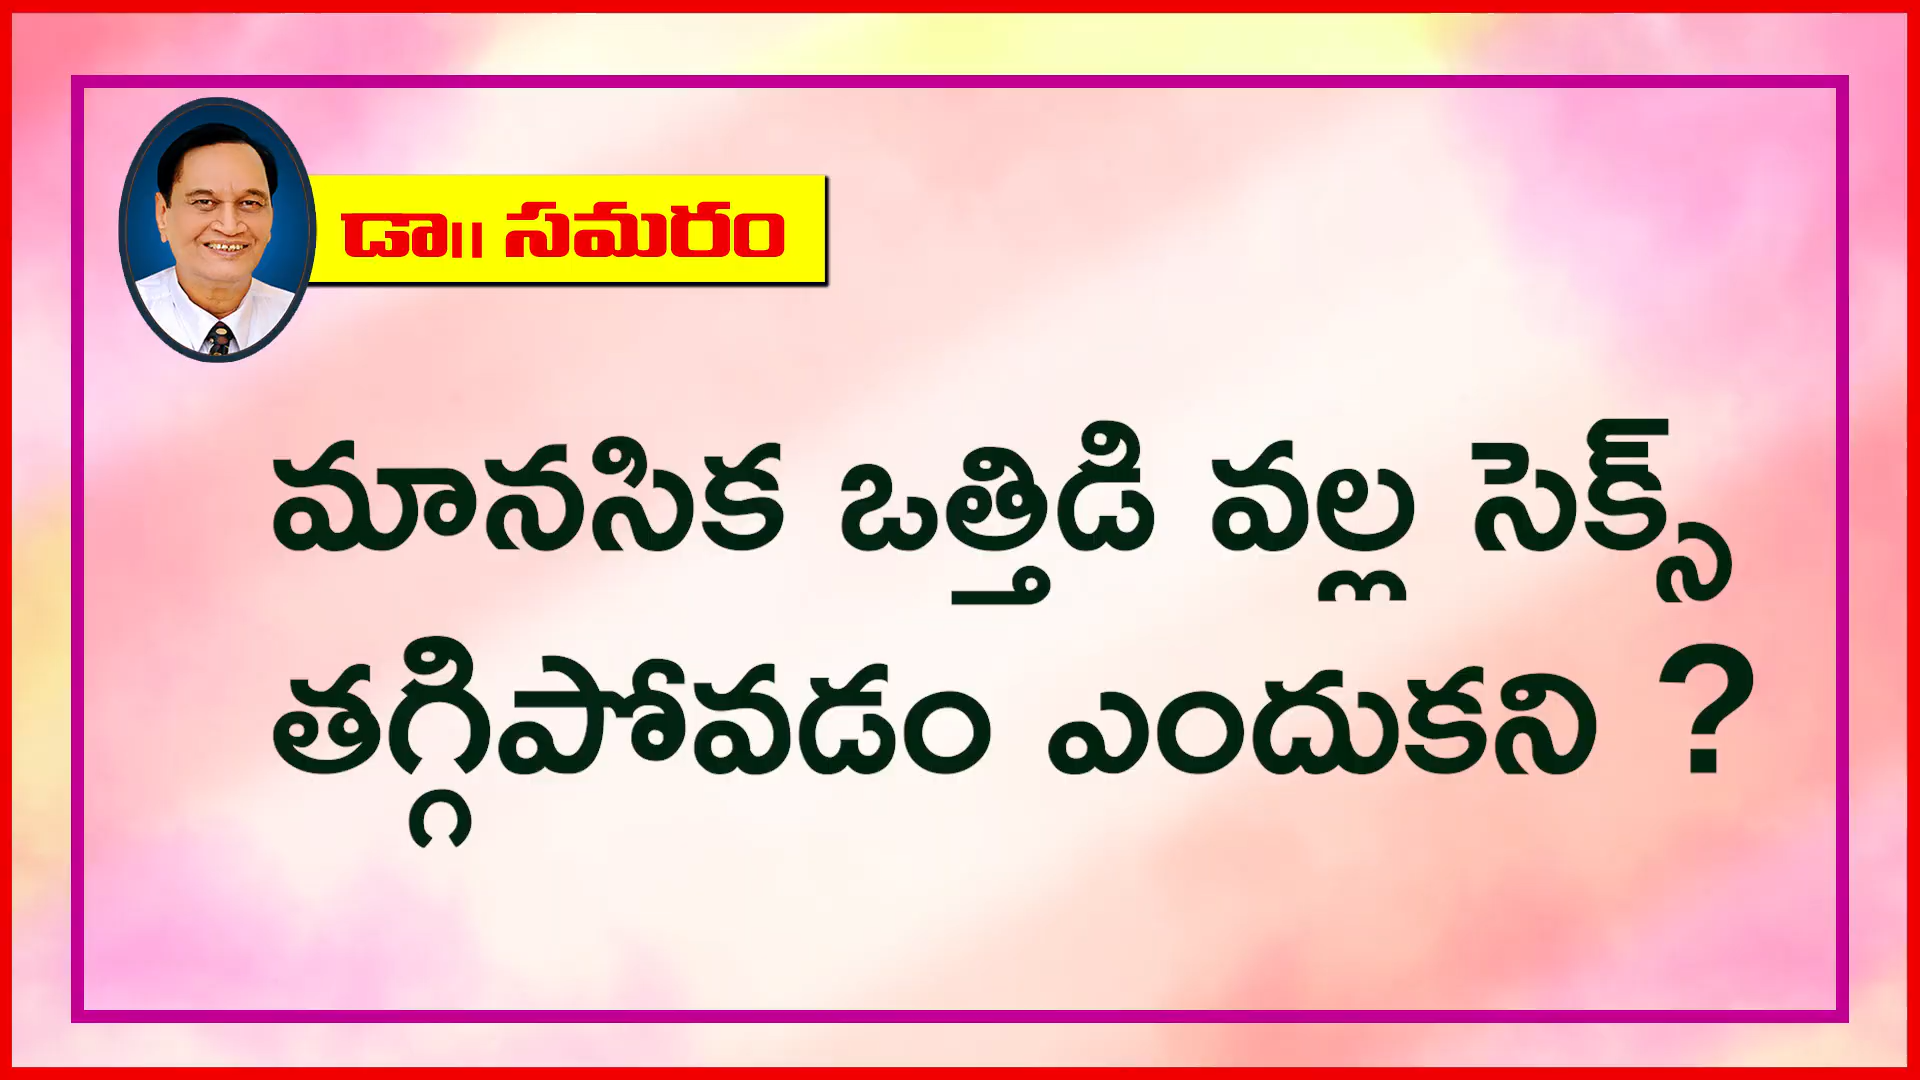 డా॥ సమరం
మానసిక ఒత్తిడి వల్ల సెక్స్
తగ్గిపోవడం ఎందుకని ?